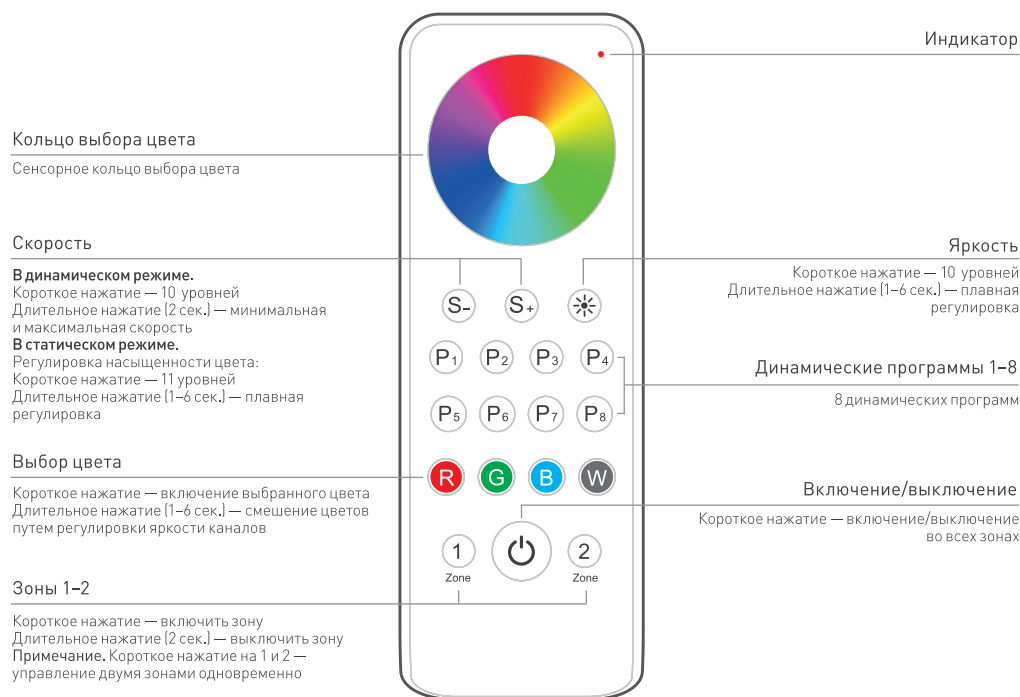 Индикатор
Кольцо выбора цвета
Сенсорное кольцо выбора цвета
Скорость
В динамическом режиме.
Короткое нажатие — 10 уровней
Длительное нажатие (2 сек.) — минимальная
и максимальная скорость
В статическом режиме.
Регулировка насыщенности цвета:
Короткое нажатие — 11 уровней
Длительное нажатие (1–6 сек.) — плавная
регулировка
Яркость
Короткое нажатие — 10 уровней
Длительное нажатие (1–6 сек.) — плавная
регулировка
S- S+
P1 P2 P3 P4
P5 P6 P7 P8
Динамические программы 1–8
8 динамических программ
Выбор цвета
Короткое нажатие — включение выбранного цвета
Длительное нажатие (1–6 сек.) — смешение цветов
путем регулировки яркости каналов
R G B W
Включение/выключение
Короткое нажатие — включение/выключение
во всех зонах
1 2
Zone Zone
Зоны 1–2
Короткое нажатие — включить зону
Длительное нажатие (2 сек.) — выключить зону
Примечание. Короткое нажатие на 1 и 2 —
управление двумя зонами одновременно